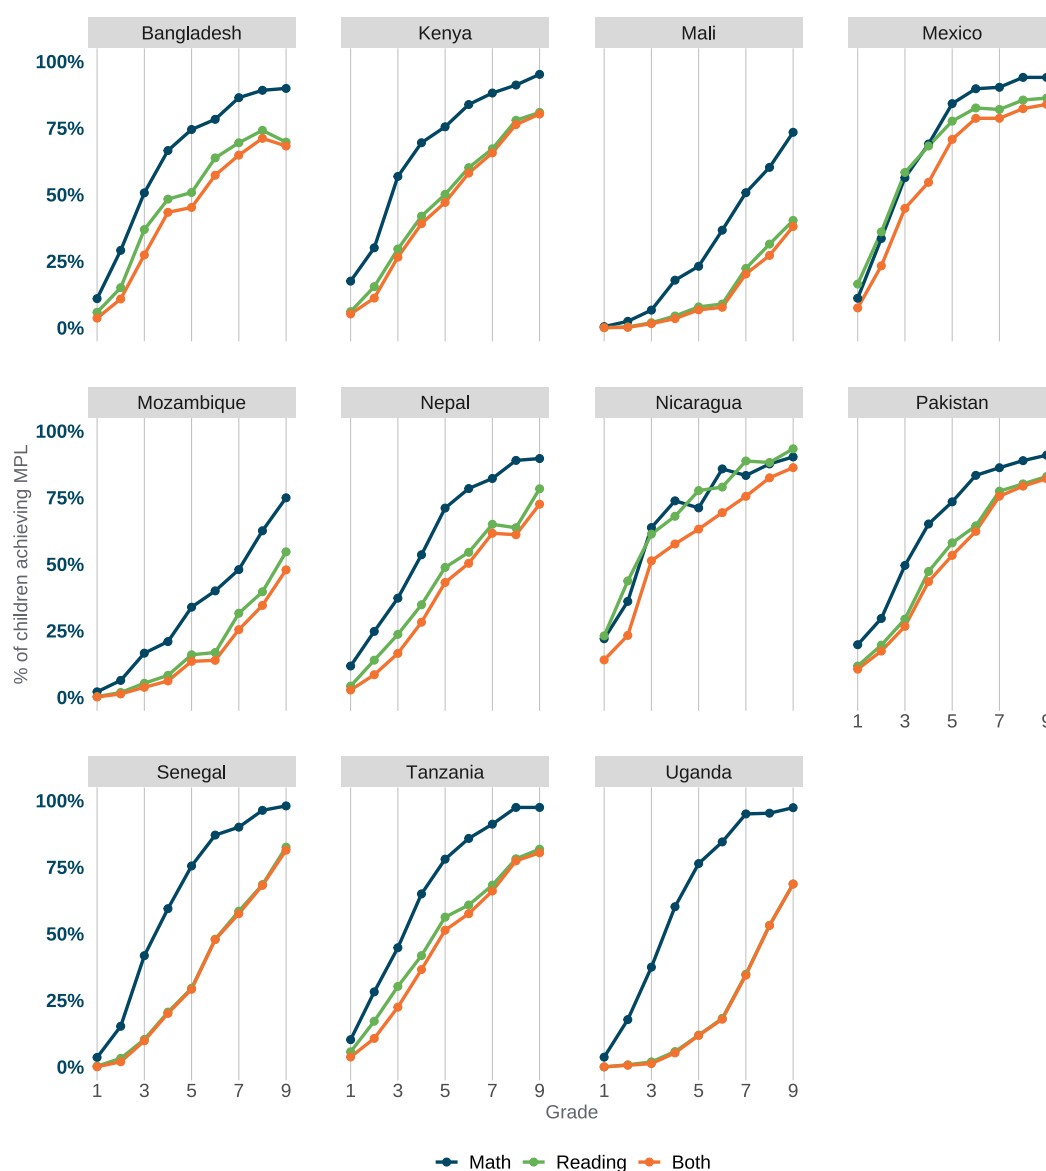 Bangladesh Kenya Mali Mexico
100%
75%
50%
25%
0%
Mozambique Nepal Nicaragua Pakistan
100%
75%
50%
25%
0%
1 3 5 7 9
% of children achieving MPL
Senegal Tanzania Uganda
100%
75%
50%
25%
0%
1 3 5 7 9 1 3 5 7 9 1 3 5 7 9
Grade
Math Reading Both